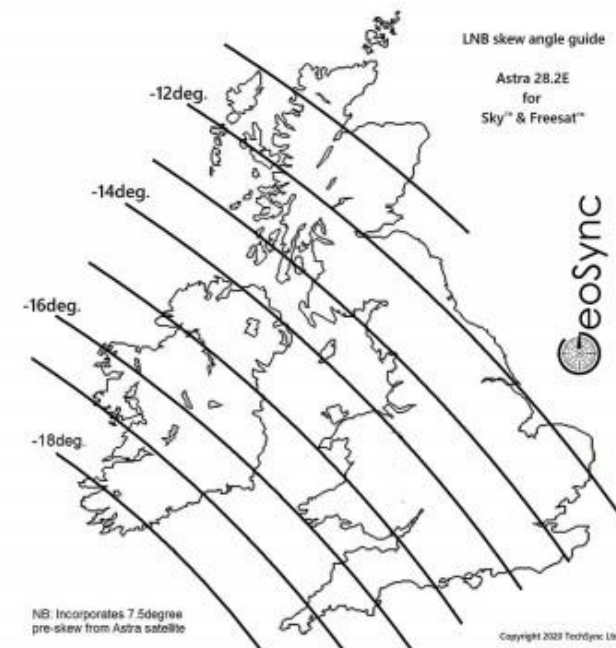 LNB skew angle guide
Astra 28.2E
for
Sky™ & Freesat™
-12deg.
-14deg.
-16deg.
-18deg.
GeoSync
NB: Incorporates 7.5degree
pre-skew from Astra satellite
Copyright 2020 TechSync Ltd